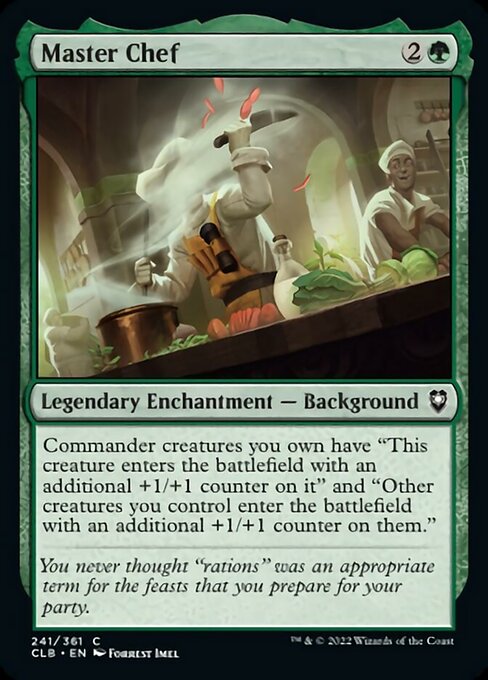 Master Chef 2
Legendary Enchantment — Background
Commander creatures you own have “This
creature enters the battlefield with an
additional +1/+1 counter on it” and “Other
creatures you control enter the battlefield
with an additional +1/+1 counter on them.”
You never thought “rations” was an appropriate
term for the feasts that you prepare for your
party.
241/361 C
™ & © 2022 Wizards of the Coast
CLB • EN Forrest Imel